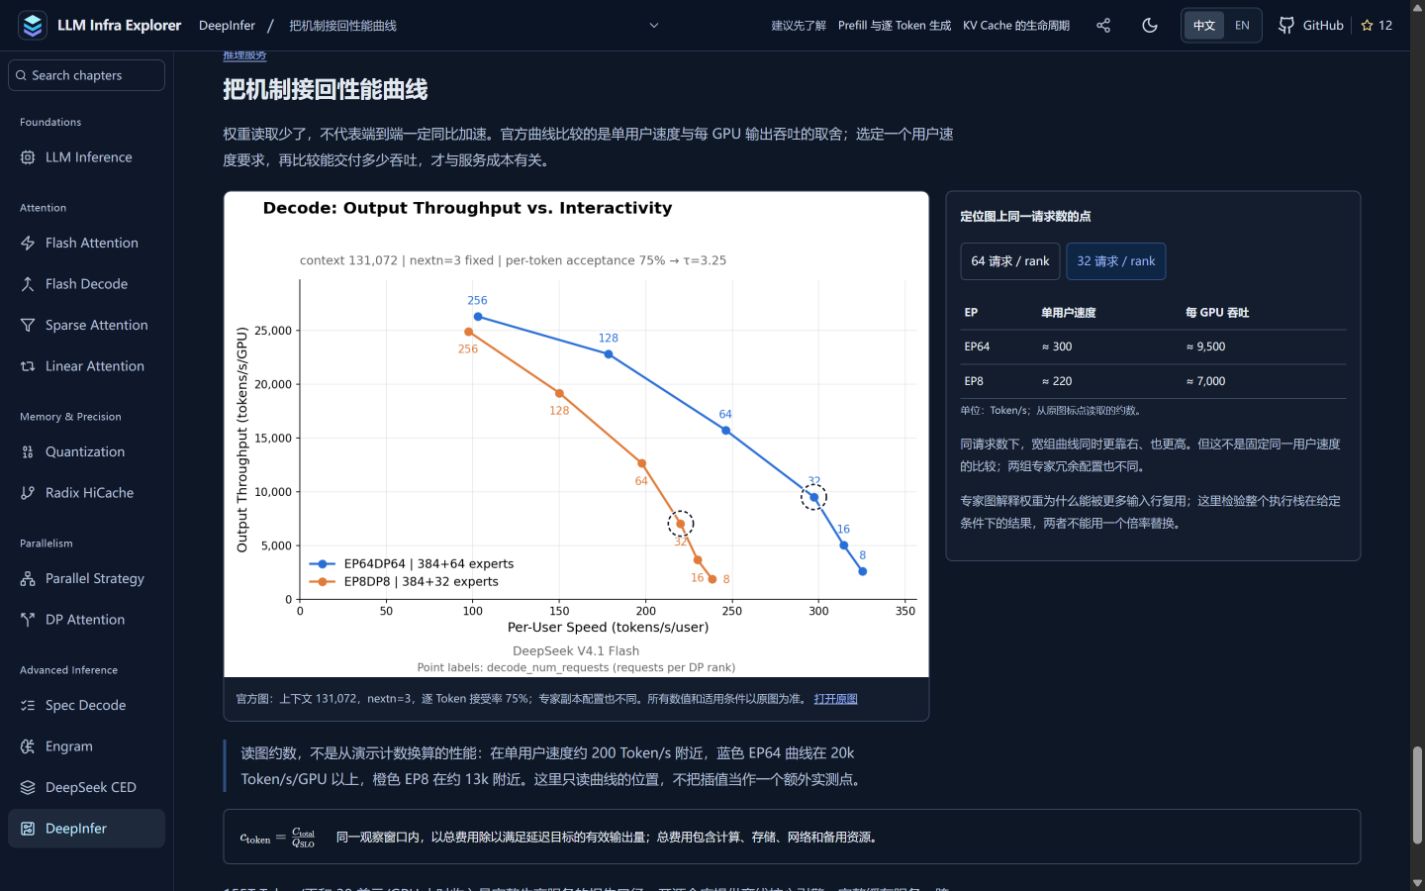 LLM Infra Explorer
DeepInfer / 把机制接回性能曲线
建议先了解 Prefill 与逐 Token 生成 KV Cache 的生命周期
中文 EN
GitHub
12
Search chapters
Foundations
LLM Inference
Attention
Flash Attention
Flash Decode
Sparse Attention
Linear Attention
Memory & Precision
Quantization
Radix HiCache
Parallelism
Parallel Strategy
DP Attention
Advanced Inference
Spec Decode
Engram
DeepSeek CED
DeepInfer
推理服务
把机制接回性能曲线
权重读取少了，不代表端到端一定同比加速。官方曲线比较的是单用户速度与每 GPU 输出吞吐的取舍；选定一个用户速
度要求，再比较能交付多少吞吐，才与服务成本有关。
Decode: Output Throughput vs. Interactivity
context 131,072 | nextn=3 fixed | per-token acceptance 75% → τ=3.25
Output Throughput (tokens/s/GPU)
25,000
20,000
15,000
10,000
5,000
0
256
128
64
32
16
8
256
128
64
32
16
8
EP64DP64 | 384+64 experts
EP8DP8 | 384+32 experts
0 50 100 150 200 250 300 350
Per-User Speed (tokens/s/user)
DeepSeek V4.1 Flash
Point labels: decode_num_requests (requests per DP rank)
官方图：上下文 131,072，nextn=3，逐 Token 接受率 75%；专家副本配置也不同。所有数值和适用条件以原图为准。 打开原图
定位图上同一请求数的点
64 请求 / rank
32 请求 / rank
EP 单用户速度 每 GPU 吞吐
EP64 ≈ 300 ≈ 9,500
EP8 ≈ 220 ≈ 7,000
单位：Token/s；从原图标点读取的约数。
同请求数下，宽组曲线同时更靠右、也更高。但这不是固定同一用户速度
的比较；两组专家冗余配置也不同。
专家图解释权重为什么能被更多输入行复用；这里检验整个执行栈在给定
条件下的结果，两者不能用一个倍率替换。
读图约数，不是从演示计数换算的性能：在单用户速度约 200 Token/s 附近，蓝色 EP64 曲线在 20k
Token/s/GPU 以上，橙色 EP8 在约 13k 附近。这里只读曲线的位置，不把插值当作一个额外实测点。
c_token = C_total / Q_SLO 同一观察窗口内，以总费用除以满足延迟目标的有效输出量；总费用包含计算、存储、网络和备用资源。